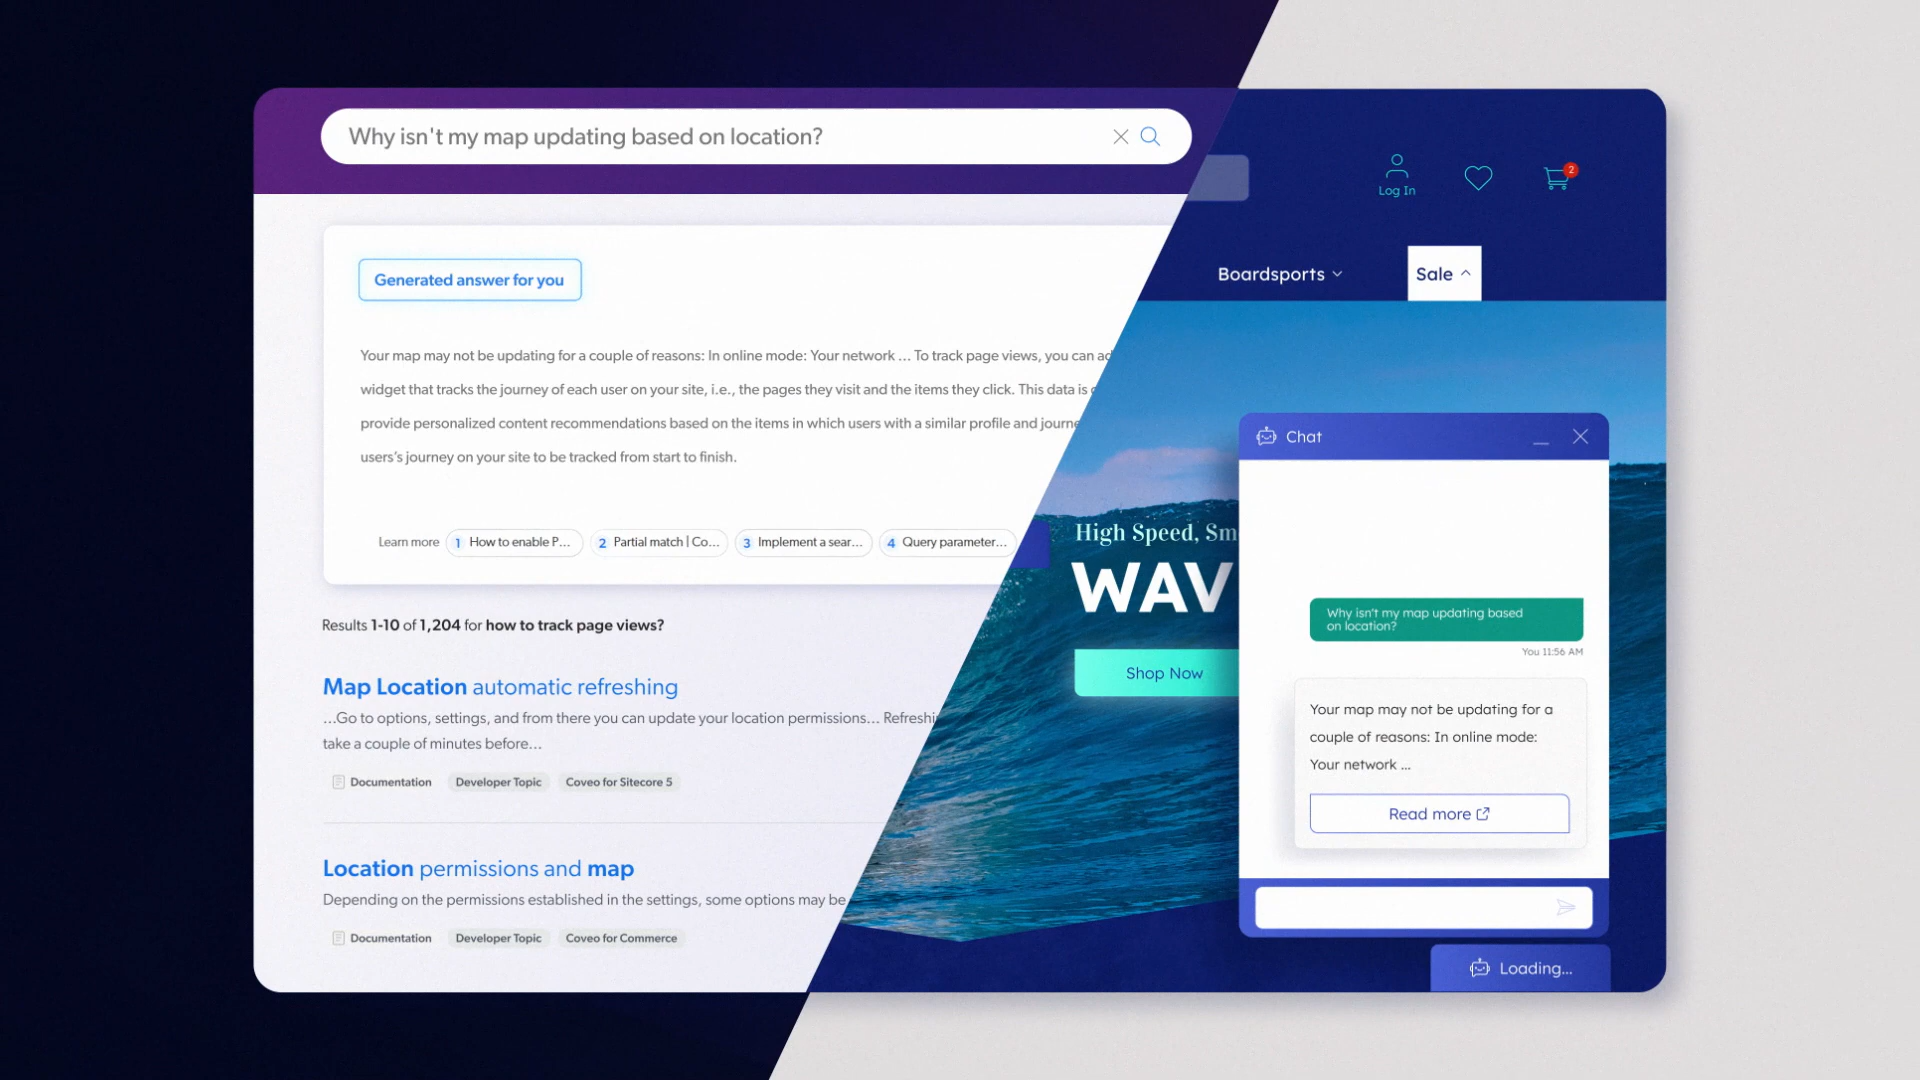 Why isn't my map updating based on location?
Generated answer for you
Your map may not be updating for a couple of reasons: In online mode: Your network ... To track page views, you can
widget that tracks the journey of each user on your site, i.e., the pages they visit and the items they click. This data is
provide personalized content recommendations based on the items in which users with a similar profile and
users's journey on your site to be tracked from start to finish.
Learn more 1 How to enable P... 2 Partial match | Co... 3 Implement a sear... 4 Query parameter...
Results 1-10 of 1,204 for how to track page views?
Map Location automatic refreshing
...Go to options, settings, and from there you can update your location permissions...
take a couple of minutes before...
Documentation Developer Topic Coveo for Sitecore 5
Location permissions and map
Depending on the permissions established in the settings, some options may be
Documentation Developer Topic Coveo for Commerce
Log In
2
Boardsports
Sale
High Speed, Sm
WAV
Shop Now
Chat
Why isn't my map updating based
on location?
You 11:56 AM
Your map may not be updating for a
couple of reasons: In online mode:
Your network ...
Read more
Loading...